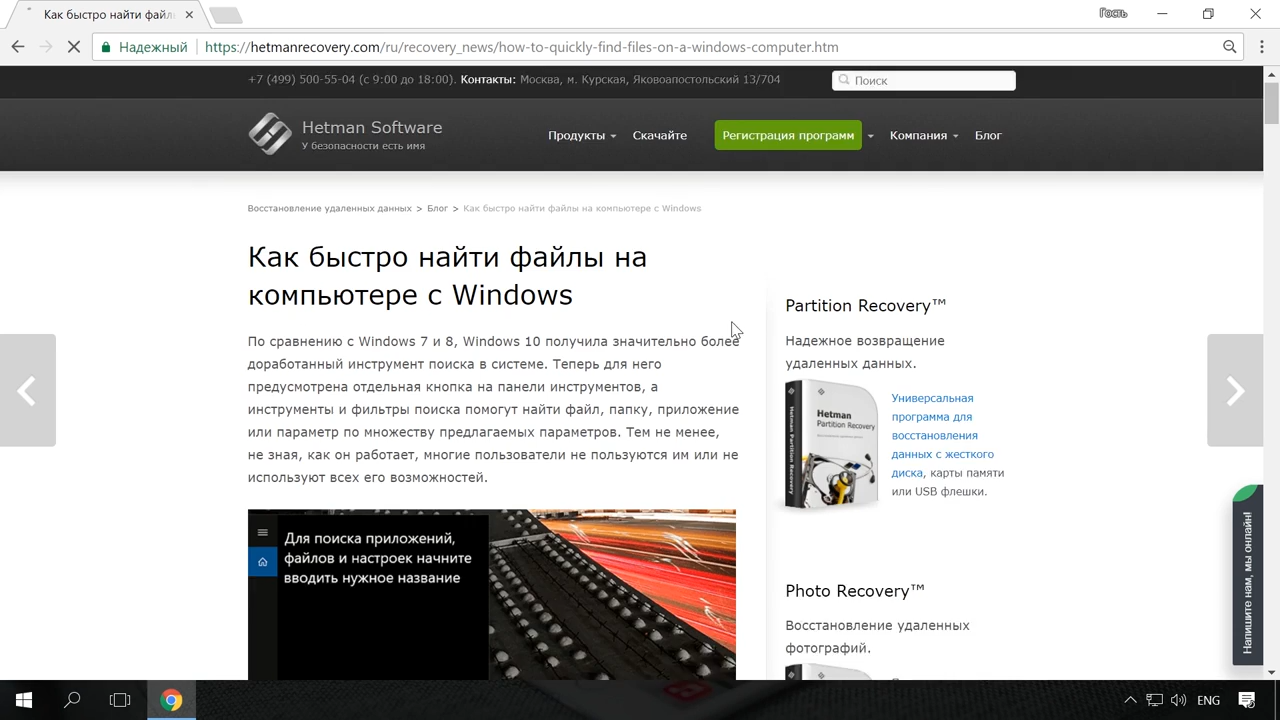 Как быстро найти файл
Гость
Надежный
https://hetmanrecovery.com/ru/recovery_news/how-to-quickly-find-files-on-a-windows-computer.htm
+7 (499) 500-55-04 (с 9:00 до 18:00). Контакты: Москва, м. Курская, Яковоапостольский 13/704
Поиск
Hetman Software
У безопасности есть имя
Продукты
Скачайте
Регистрация программ
Компания
Блог
Восстановление удаленных данных > Блог > Как быстро найти файлы на компьютере с Windows
Как быстро найти файлы на
компьютере с Windows
По сравнению с Windows 7 и 8, Windows 10 получила значительно более
доработанный инструмент поиска в системе. Теперь для него
предусмотрена отдельная кнопка на панели инструментов, а
инструменты и фильтры поиска помогут найти файл, папку, приложение
или параметр по множеству предлагаемых параметров. Тем не менее,
не зная, как он работает, многие пользователи не пользуются им или не
используют всех его возможностей.
Для поиска приложений,
файлов и настроек начните
вводить нужное название
Partition Recovery™
Надежное возвращение
удаленных данных.
Hetman
Partition Recovery
Hetman Partition Recovery
Универсальная
программа для
восстановления
данных с жесткого
диска, карты памяти
или USB флешки.
Photo Recovery™
Восстановление удаленных
фотографий.
Напишите нам, мы онлайн!
ENG